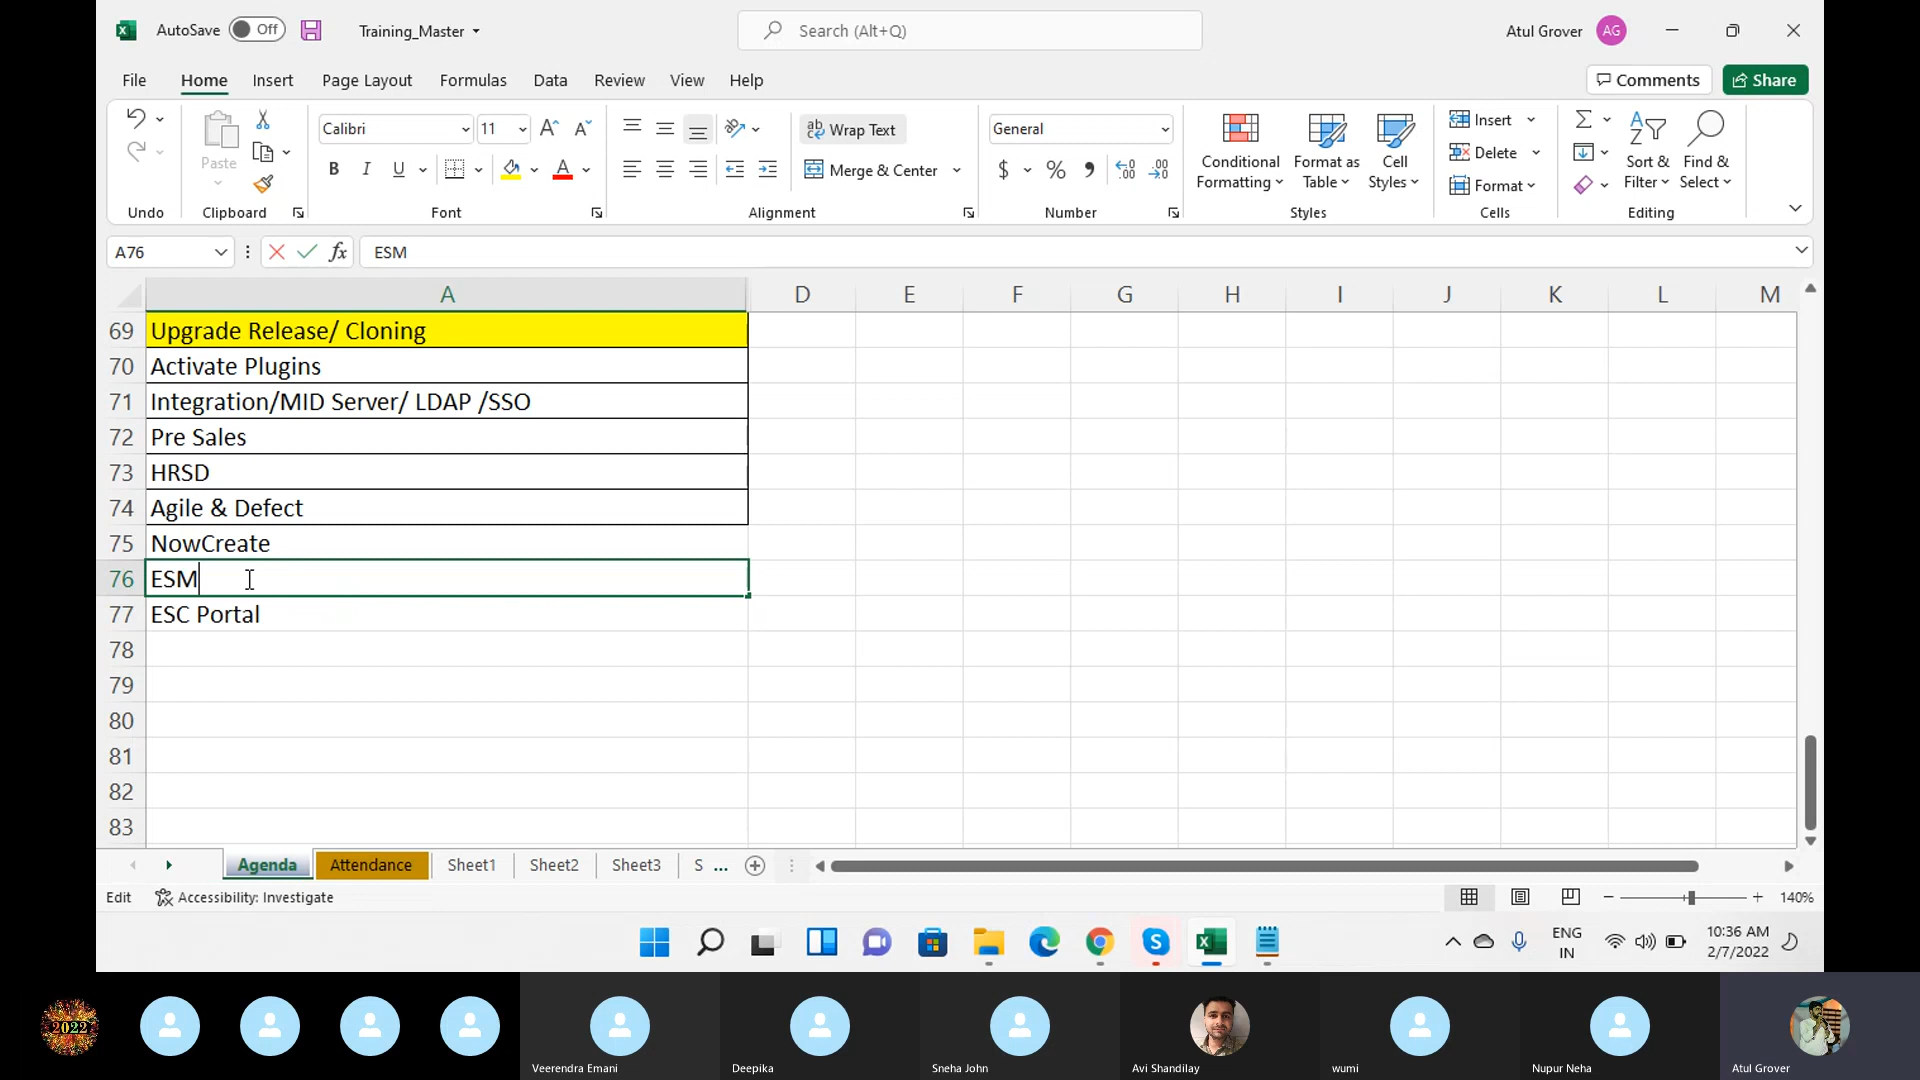 AutoSave Off Training_Master Search (Alt+Q) Atul Grover AG
File Home Insert Page Layout Formulas Data Review View Help Comments Share
Paste Calibri 11 B I U
ab Wrap Text
Merge & Center
General
$ % 9
Conditional Formatting
Format as Table
Cell Styles
Insert
Delete
Format
Sort & Filter
Find & Select
Undo Clipboard Font Alignment Number Styles Cells Editing
A76 fx ESM
A D E F G H I J K L M
69 Upgrade Release/ Cloning
70 Activate Plugins
71 Integration/MID Server/ LDAP /SSO
72 Pre Sales
73 HRSD
74 Agile & Defect
75 NowCreate
76 ESM
77 ESC Portal
78
79
80
81
82
83
Agenda Attendance Sheet1 Sheet2 Sheet3 S ...
Edit Accessibility: Investigate 140%
ENG IN 10:36 AM 2/7/2022
2022
Veerendra Emani Deepika Sneha John Avi Shandilay wumi Nupur Neha Atul Grover